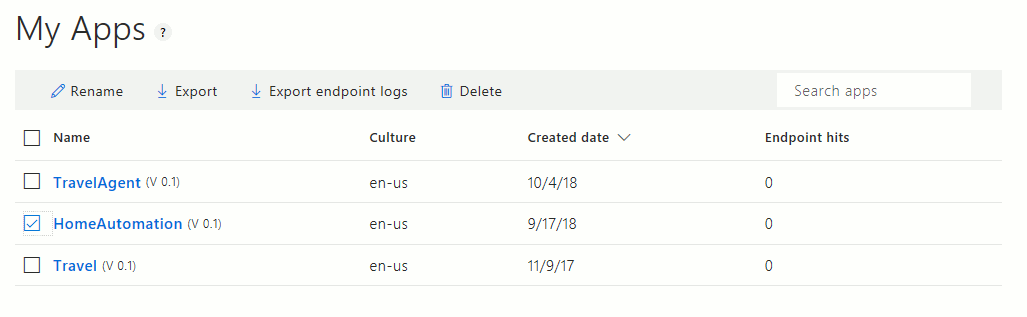 My Apps ?
Rename Export Export endpoint logs Delete Search apps
Name Culture Created date Endpoint hits
TravelAgent (V 0.1) en-us 10/4/18 0
HomeAutomation (V 0.1) en-us 9/17/18 0
Travel (V 0.1) en-us 11/9/17 0